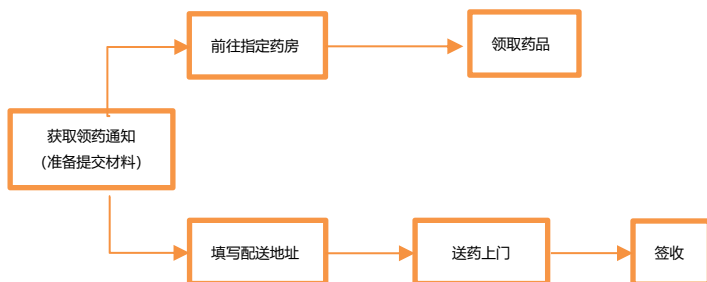 前往指定药房
领取药品
获取领药通知
(准备提交材料)
填写配送地址
送药上门
签收